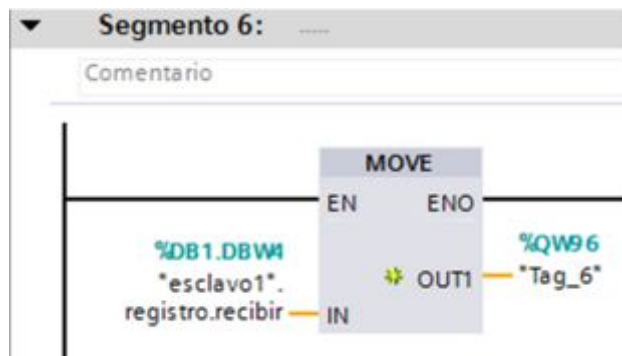 Segmento 6: .....
Comentario
MOVE
EN ENO
%DB1.DBW4
"esclavo1".
registro.recibir
IN
OUT1
%QW96
"Tag_6"